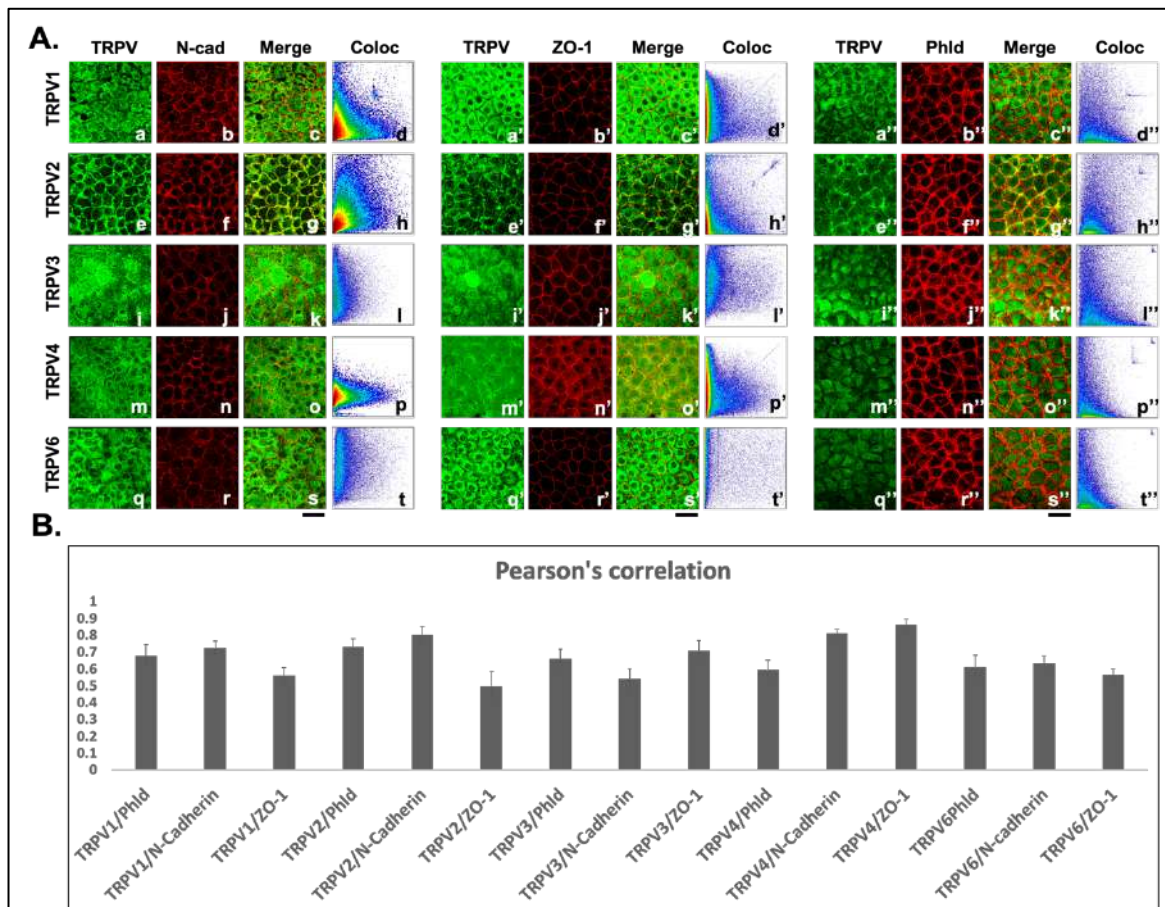 A.
TRPV N-cad Merge Coloc TRPV ZO-1 Merge Coloc TRPV Phld Merge Coloc
TRPV1
a b c d a' b' c' d' a'' b'' c'' d''
TRPV2
e f g h e' f' g' h' e'' f'' g'' h''
TRPV3
i j k l i' j' k' l' i'' j'' k'' l''
TRPV4
m n o p m' n' o' p' m'' n'' o'' p''
TRPV6
q r s t q' r' s' t' q'' r'' s'' t''
B.
Pearson's correlation
1
0.9
0.8
0.7
0.6
0.5
0.4
0.3
0.2
0.1
0
TRPV1/Phld
TRPV1/N-Cadherin
TRPV1/ZO-1
TRPV2/Phld
TRPV2/N-Cadherin
TRPV2/ZO-1
TRPV3/Phld
TRPV3/N-Cadherin
TRPV3/ZO-1
TRPV4/Phld
TRPV4/N-Cadherin
TRPV4/ZO-1
TRPV6Phld
TRPV6/N-cadherin
TRPV6/ZO-1